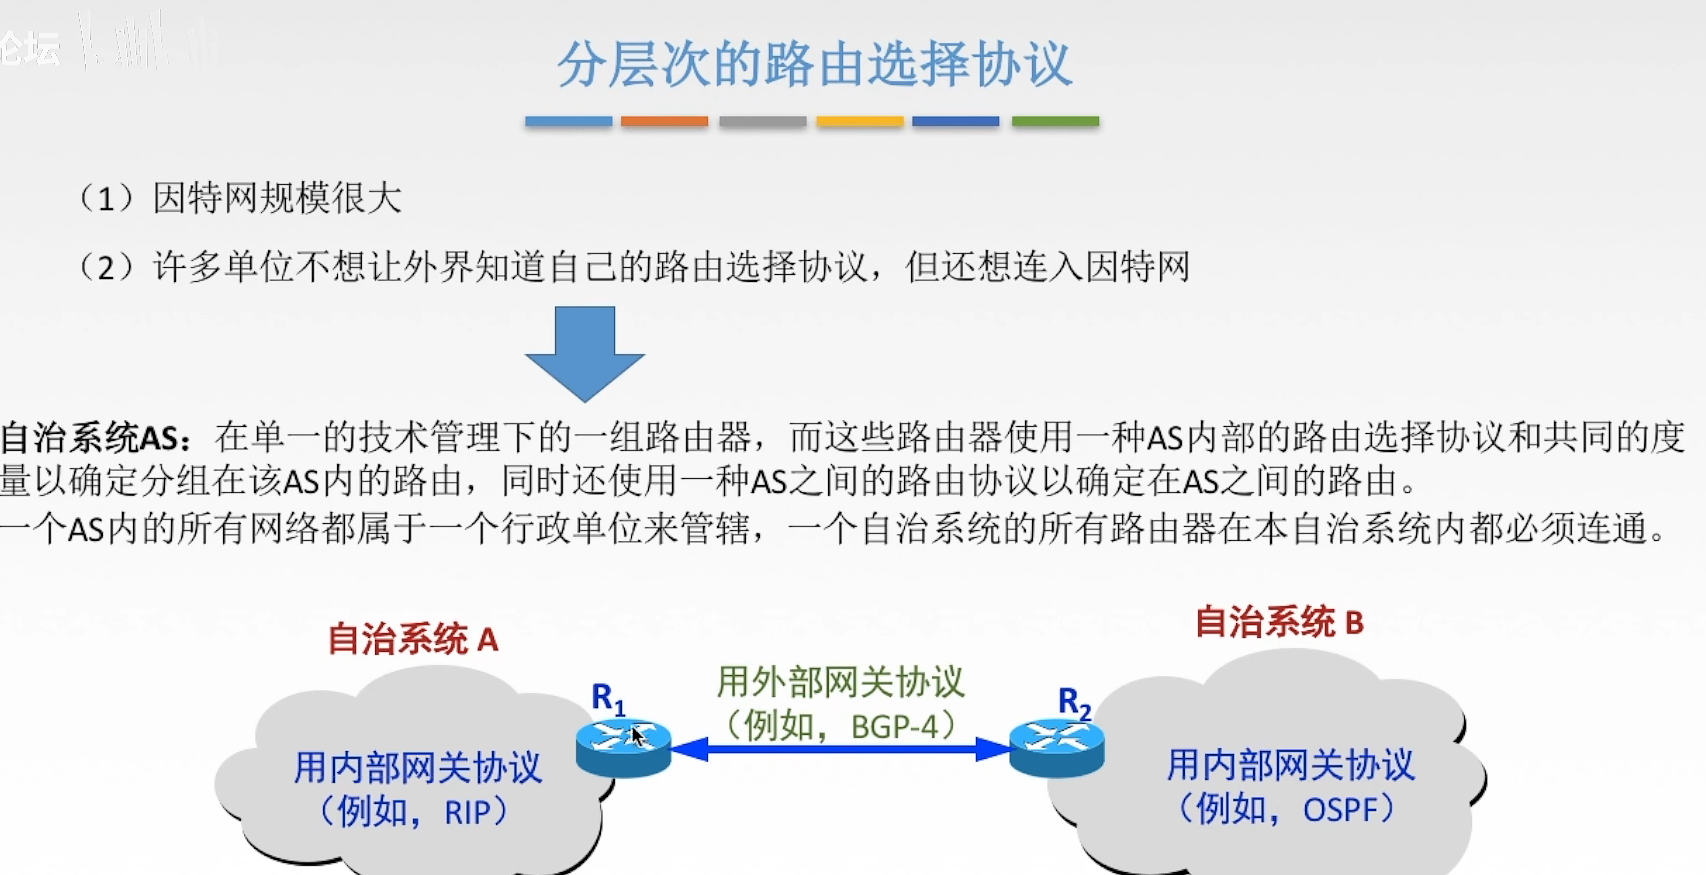 论坛
分层次的路由选择协议
（1）因特网规模很大
（2）许多单位不想让外界知道自己的路由选择协议，但还想连入因特网
自治系统AS：在单一的技术管理下的一组路由器，而这些路由器使用一种AS内部的路由选择协议和共同的度
量以确定分组在该AS内的路由，同时还使用一种AS之间的路由协议以确定在AS之间的路由。
一个AS内的所有网络都属于一个行政单位来管辖，一个自治系统的所有路由器在本自治系统内都必须连通。
自治系统 A
自治系统 B
R1
用外部网关协议
（例如，BGP-4）
R2
用内部网关协议
（例如，RIP）
用内部网关协议
（例如，OSPF）